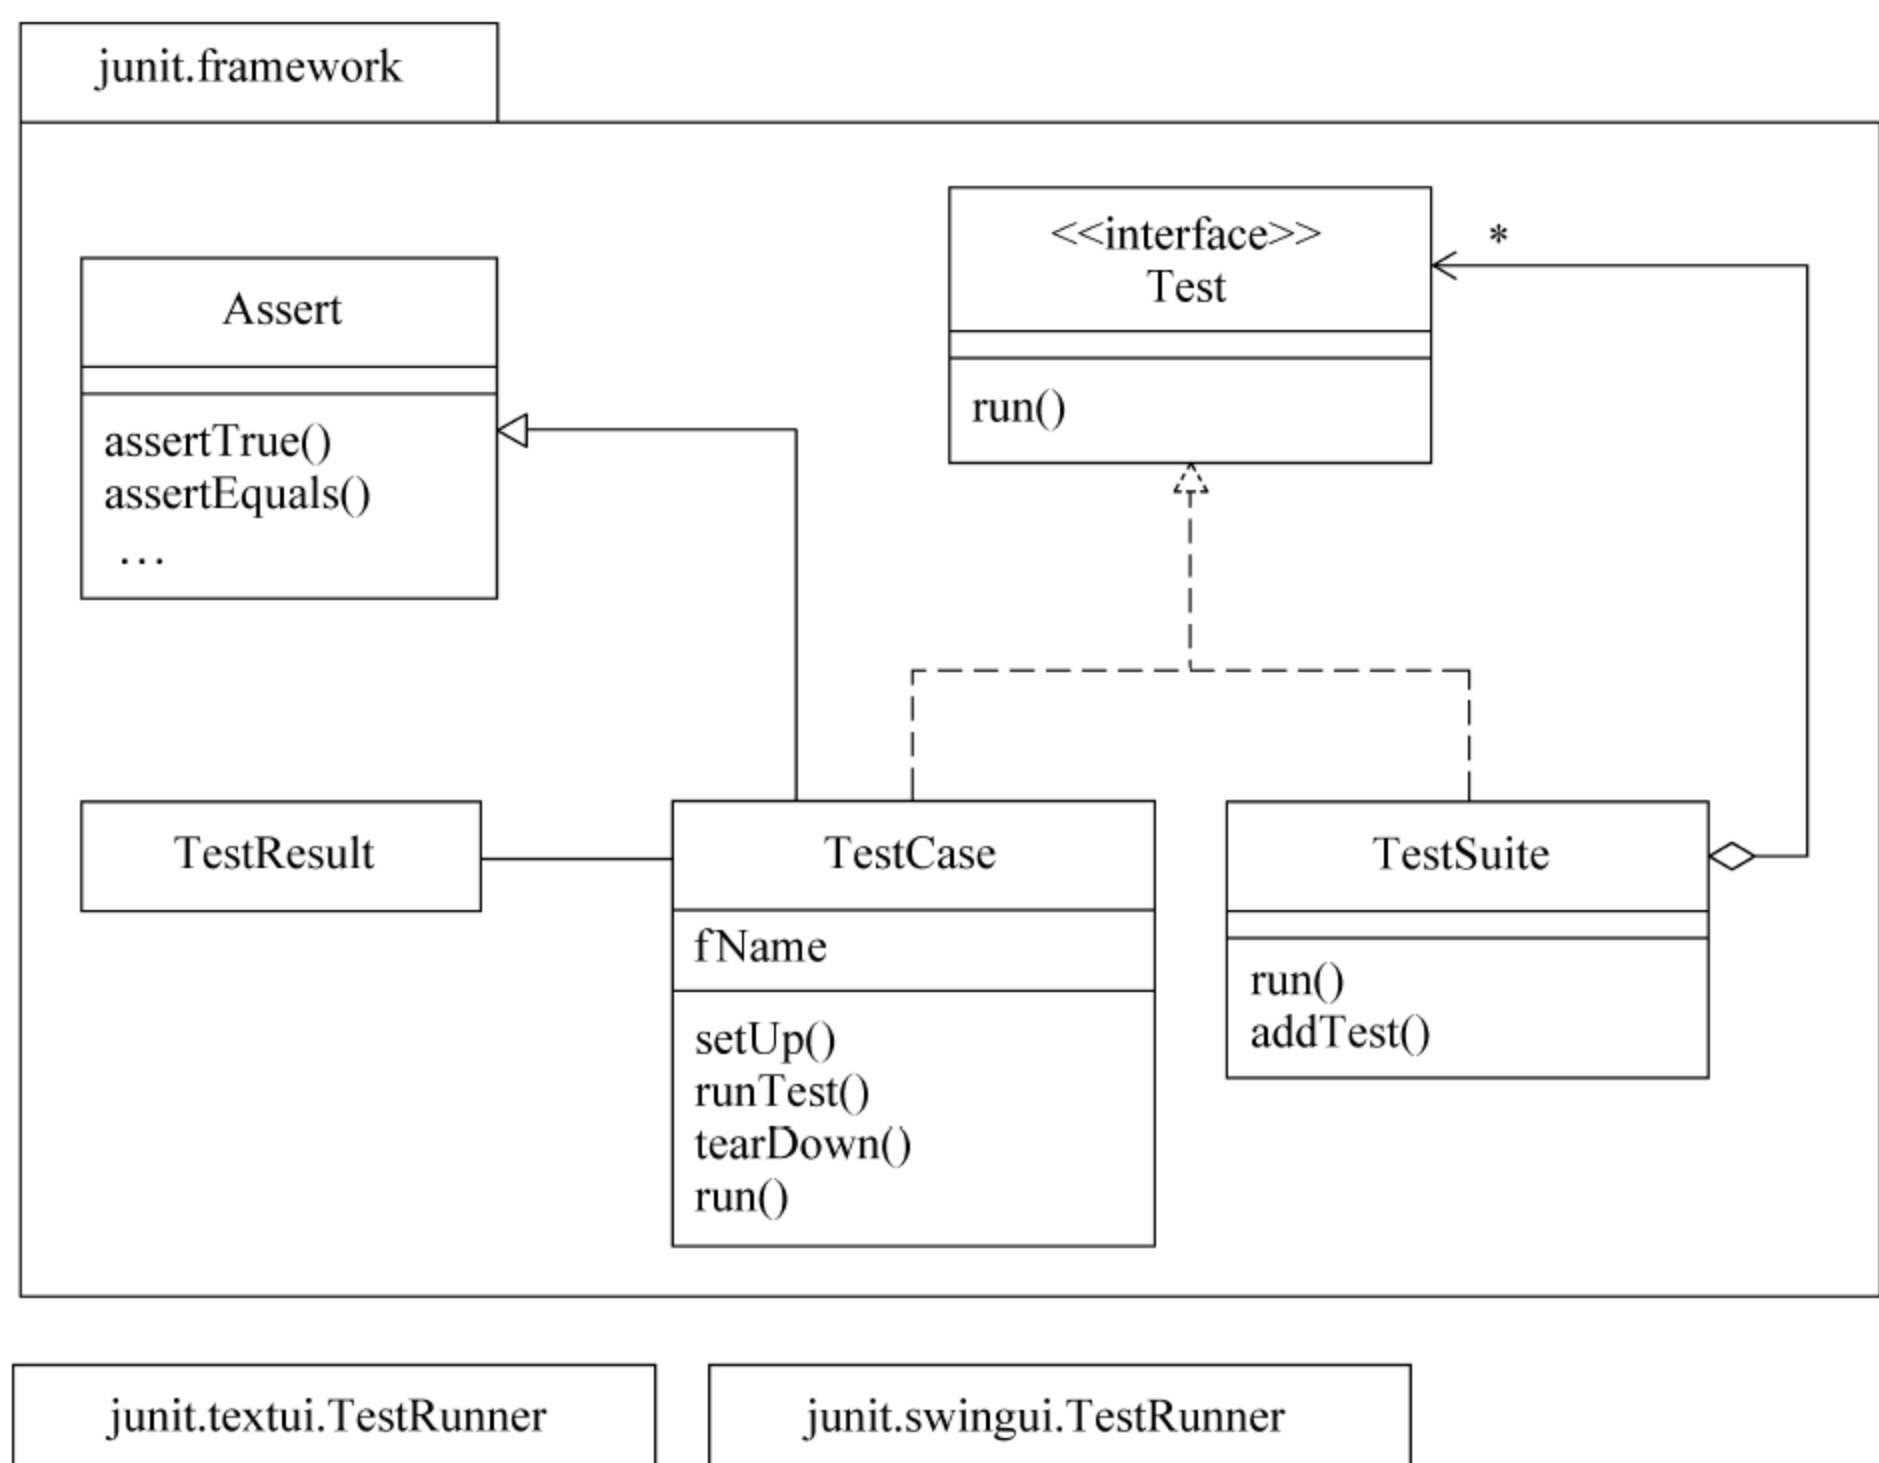 junit.framework
<<interface>>
Test
*
run()
Assert
assertTrue()
assertEquals()
...
TestResult
TestCase
fName
setUp()
runTest()
tearDown()
run()
TestSuite
run()
addTest()
junit.textui.TestRunner
junit.swingui.TestRunner